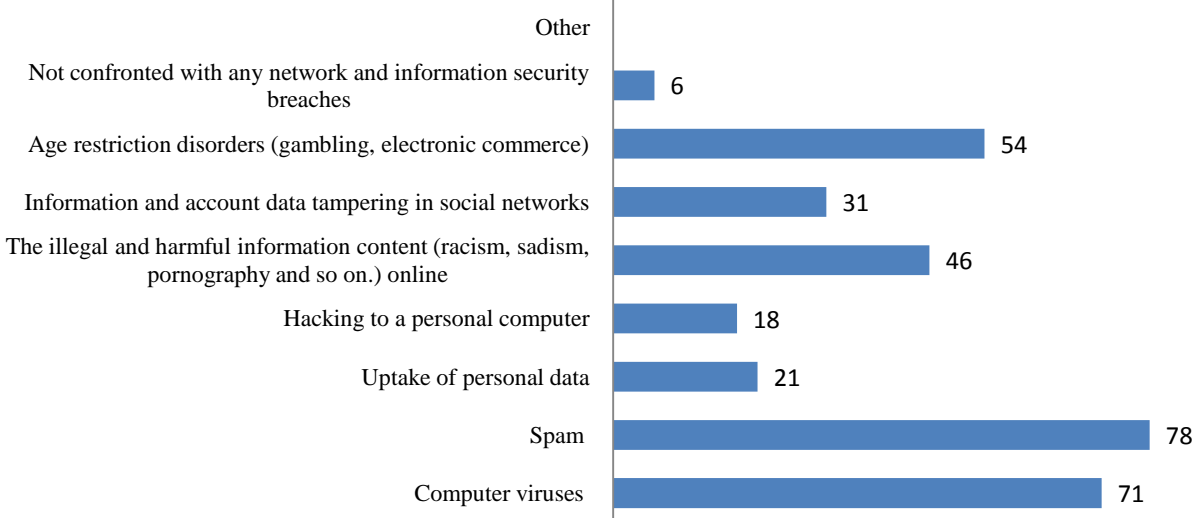 Other
Not confronted with any network and information security
breaches
6
Age restriction disorders (gambling, electronic commerce)
54
Information and account data tampering in social networks
31
The illegal and harmful information content (racism, sadism,
pornography and so on.) online
46
Hacking to a personal computer
18
Uptake of personal data
21
Spam
78
Computer viruses
71